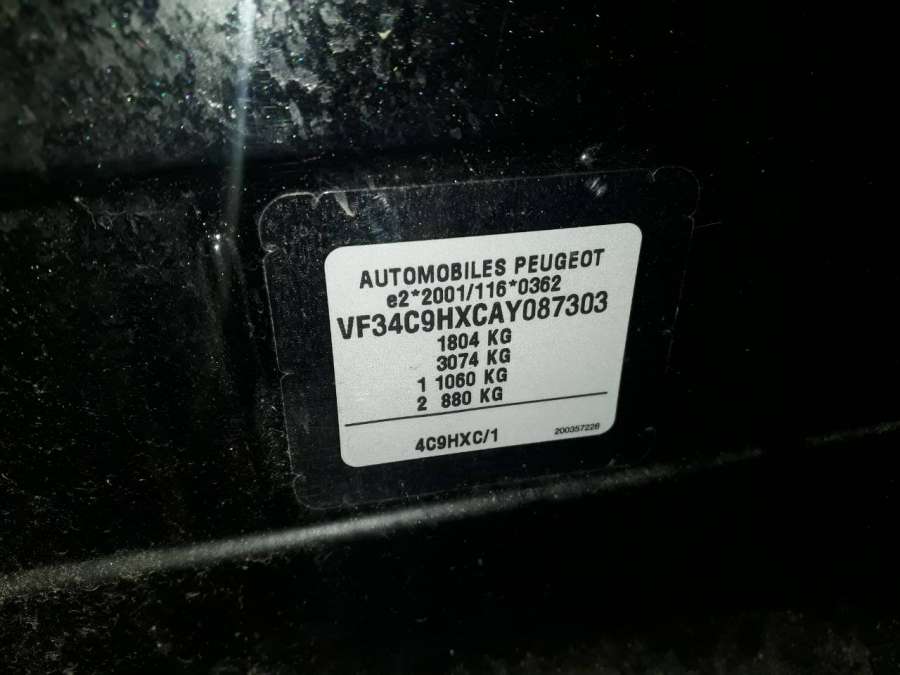 AUTOMOBILES PEUGEOT
e2*2001/116*0362
VF34C9HXCAY087303
1804 KG
3074 KG
1 1060 KG
2 880 KG
4C9HXC/1
200357226